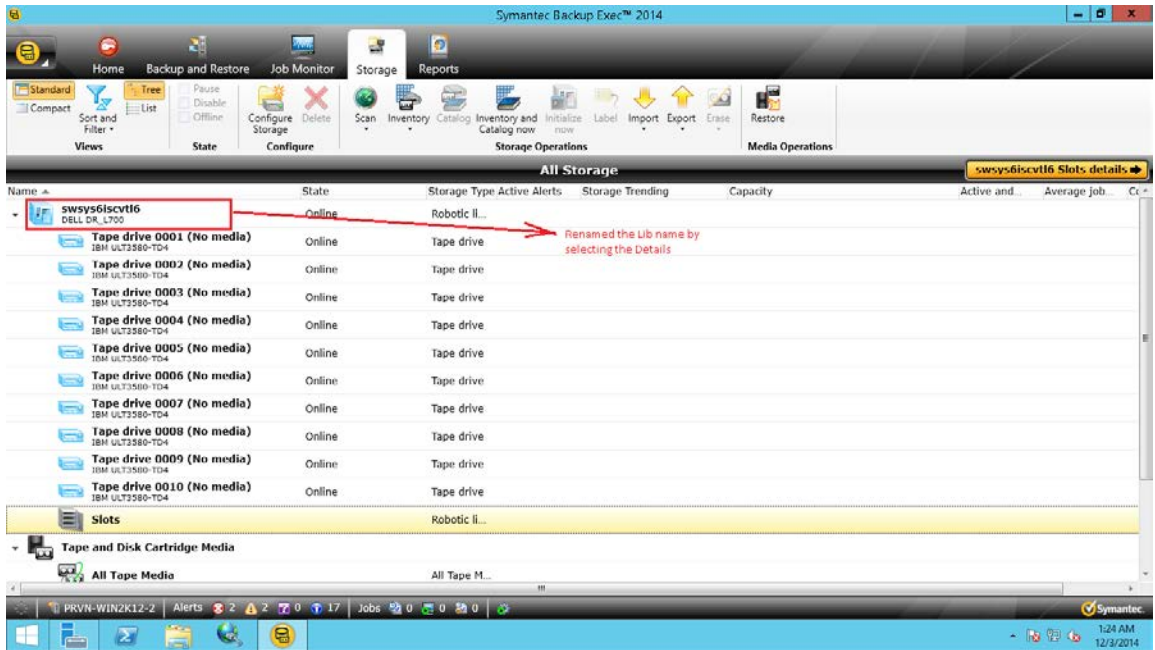 Symantec Backup Exec™ 2014
Home Backup and Restore Job Monitor Storage Reports
Standard
Compact
Sort and
Filter
Tree
List
Views
Pause
Disable
Offline
State
Configure
Storage
Delete
Configure
Scan Inventory Catalog Inventory and
Catalog now
Initialize
now
Label Import Export Erase
Storage Operations
Restore
Media Operations
All Storage
swsys6iscvtl6 Slots details
Name State Storage Type Active Alerts Storage Trending Capacity Active and... Average job...
swsys6iscvtl6 Online Robotic li...
DELL DR_L700
Renamed the Lib name by
selecting the Details
Tape drive 0001 (No media) Online Tape drive
IBM ULT3580-TD4
Tape drive 0002 (No media) Online Tape drive
IBM ULT3580-TD4
Tape drive 0003 (No media) Online Tape drive
IBM ULT3580-TD4
Tape drive 0004 (No media) Online Tape drive
IBM ULT3580-TD4
Tape drive 0005 (No media) Online Tape drive
IBM ULT3580-TD4
Tape drive 0006 (No media) Online Tape drive
IBM ULT3580-TD4
Tape drive 0007 (No media) Online Tape drive
IBM ULT3580-TD4
Tape drive 0008 (No media) Online Tape drive
IBM ULT3580-TD4
Tape drive 0009 (No media) Online Tape drive
IBM ULT3580-TD4
Tape drive 0010 (No media) Online Tape drive
IBM ULT3580-TD4
Slots Robotic li...
Tape and Disk Cartridge Media
All Tape Media All Tape M...
PRVN-WIN2K12-2 Alerts 2 2 0 17 Jobs 0 0 0 Symantec.
1:24 AM
12/3/2014